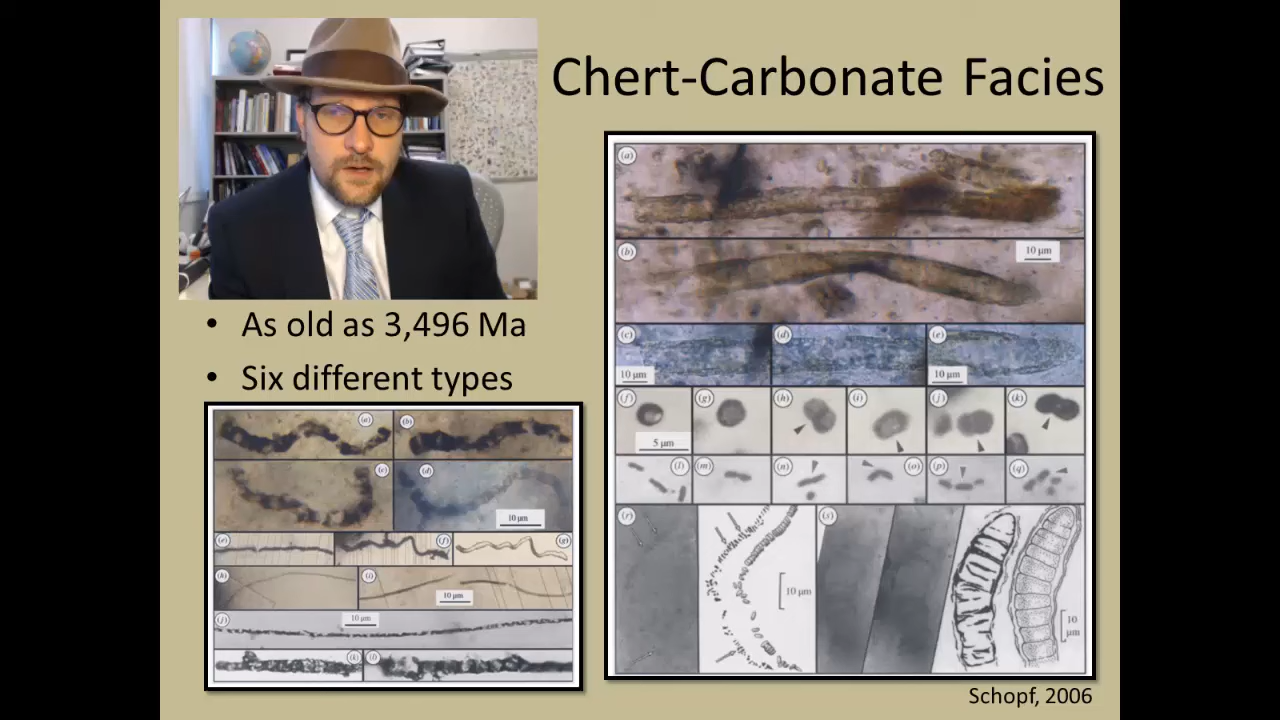 Chert-Carbonate Facies
• As old as 3,496 Ma
• Six different types
(a)
(b)
(c)
(d)
10 µm
(e)
(f)
(g)
(h)
(i)
10 µm
(j)
10 µm
(k)
(l)
(a)
(b)
10 µm
(c)
(d)
(e)
10 µm
10 µm
(f)
(g)
(h)
(i)
(j)
(k)
5 µm
(l)
(m)
(n)
(o)
(p)
(q)
(r)
(s)
10 µm
10
µm
Schopf, 2006